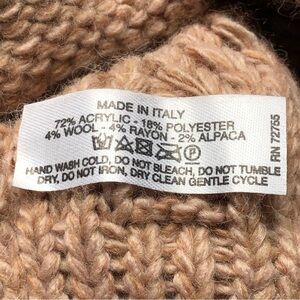 MADE IN ITALY
72% ACRYLIC - 18% POLYESTER
4% WOOL - 4% RAYON - 2% ALPACA
P
HAND WASH COLD, DO NOT BLEACH, DO NOT TUMBLE
DRY, DO NOT IRON, DRY CLEAN GENTLE CYCLE
RN 72755